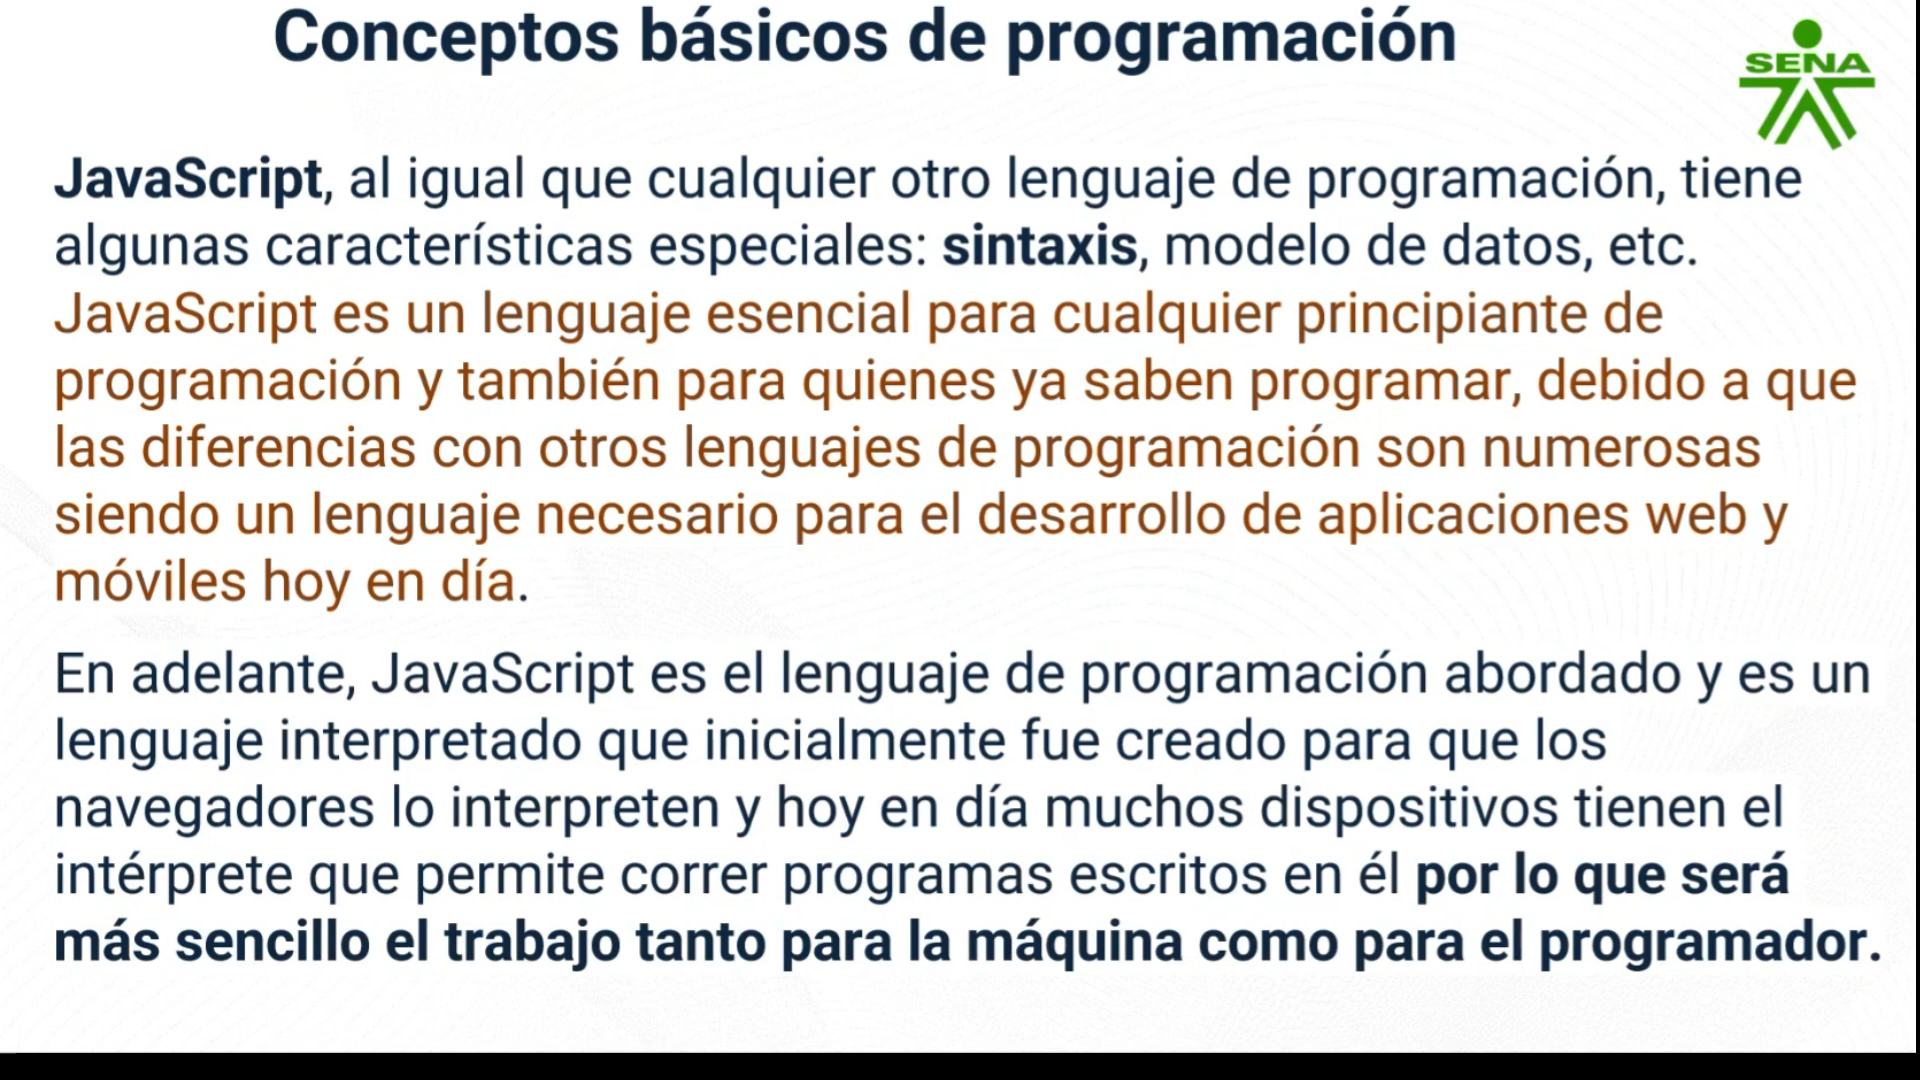 Conceptos básicos de programación
SENA
JavaScript, al igual que cualquier otro lenguaje de programación, tiene
algunas características especiales: sintaxis, modelo de datos, etc.
JavaScript es un lenguaje esencial para cualquier principiante de
programación y también para quienes ya saben programar, debido a que
las diferencias con otros lenguajes de programación son numerosas
siendo un lenguaje necesario para el desarrollo de aplicaciones web y
móviles hoy en día.
En adelante, JavaScript es el lenguaje de programación abordado y es un
lenguaje interpretado que inicialmente fue creado para que los
navegadores lo interpreten y hoy en día muchos dispositivos tienen el
intérprete que permite correr programas escritos en él por lo que será
más sencillo el trabajo tanto para la máquina como para el programador.